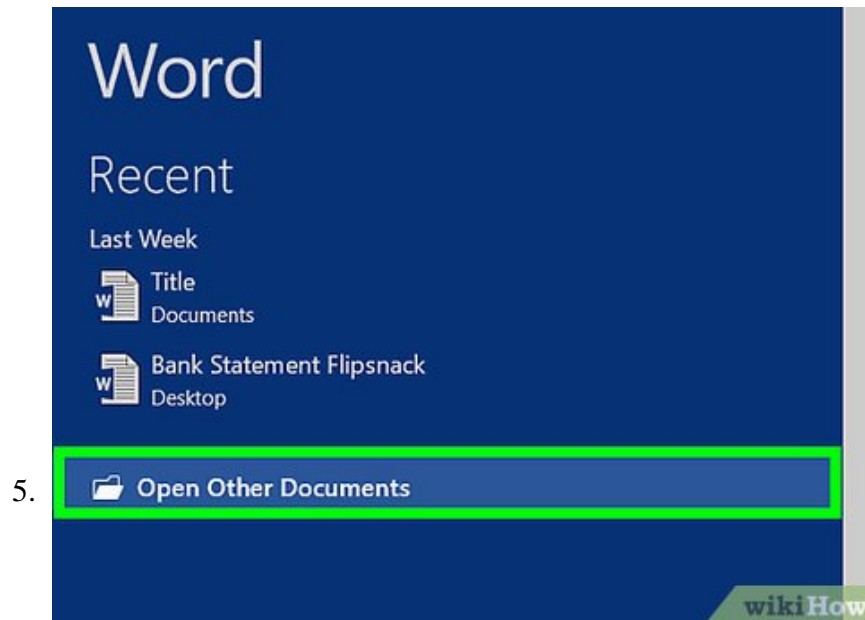 Word
Recent
Last Week
W
Title
Documents
W
Bank Statement Flipsnack
Desktop
5.
Open Other Documents
wikiHow